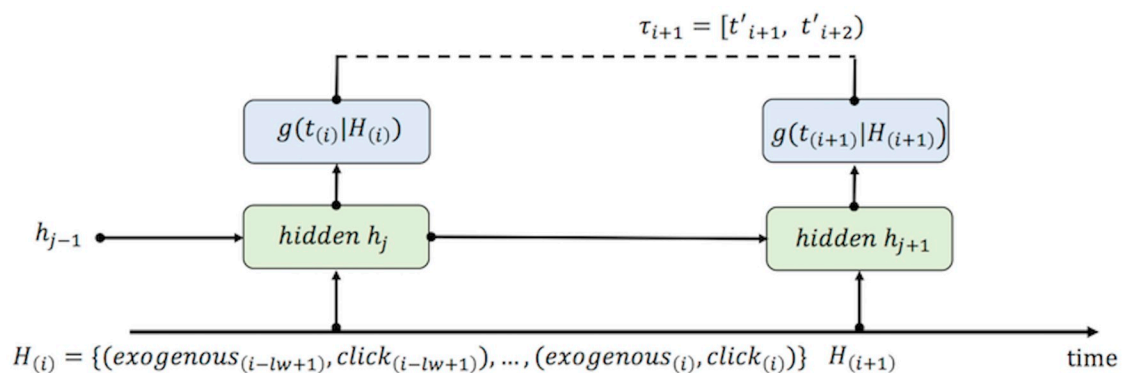 τ_{i+1} = [t'_{i+1}, t'_{i+2})
g(t_{(i)}|H_{(i)})
g(t_{(i+1)}|H_{(i+1)})
h_{j-1}
hidden h_j
hidden h_{j+1}
H_{(i)} = {(exogenous_{(i-lw+1)}, click_{(i-lw+1)}), ..., (exogenous_{(i)}, click_{(i)})}
H_{(i+1)}
time